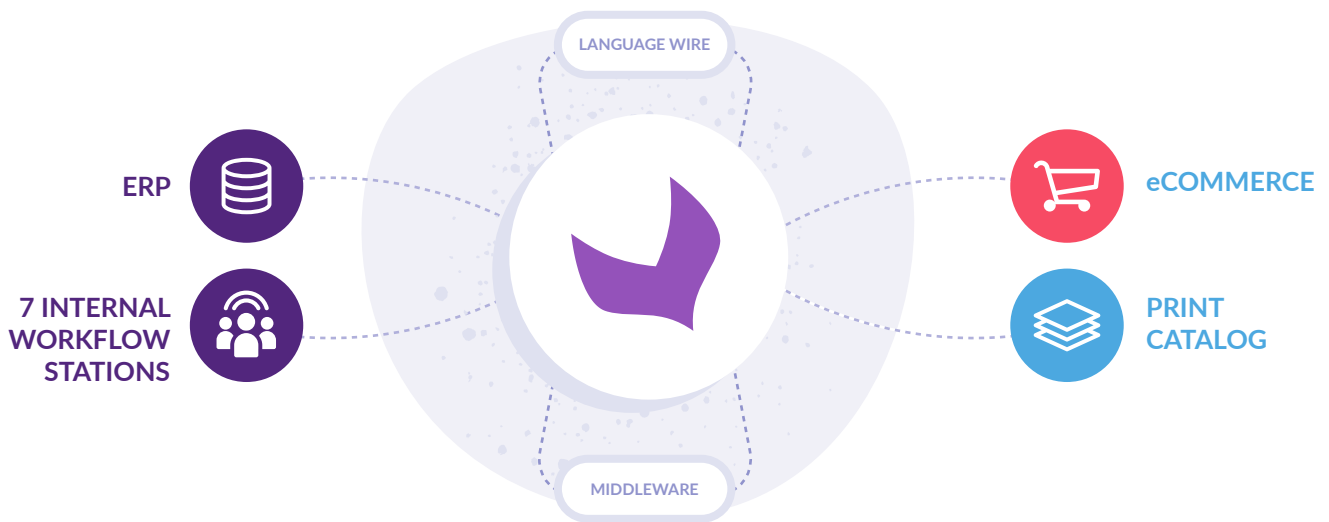 LANGUAGE WIRE
ERP
7 INTERNAL
WORKFLOW
STATIONS
eCOMMERCE
PRINT
CATALOG
MIDDLEWARE